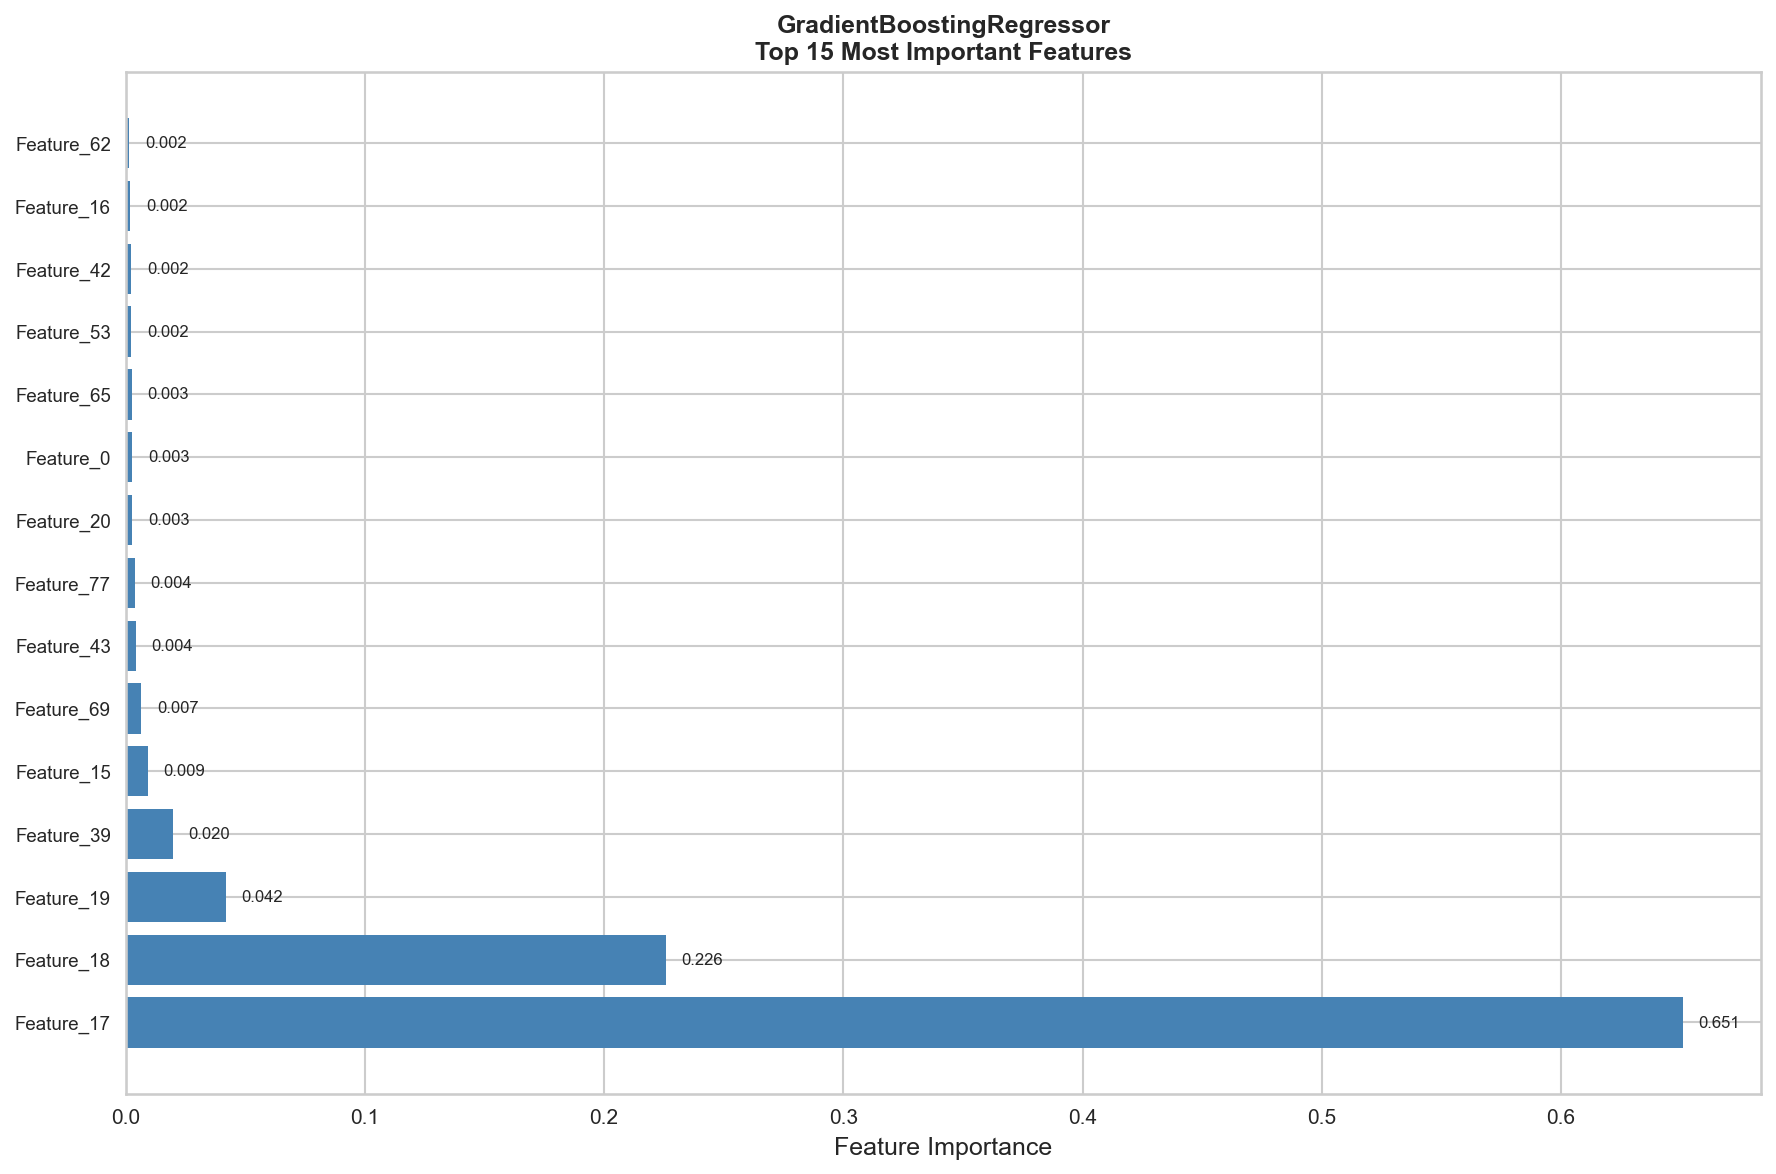 GradientBoostingRegressor
Top 15 Most Important Features
Feature_62 0.002
Feature_16 0.002
Feature_42 0.002
Feature_53 0.002
Feature_65 0.003
Feature_0 0.003
Feature_20 0.003
Feature_77 0.004
Feature_43 0.004
Feature_69 0.007
Feature_15 0.009
Feature_39 0.020
Feature_19 0.042
Feature_18 0.226
Feature_17 0.651
0.0 0.1 0.2 0.3 0.4 0.5 0.6
Feature Importance